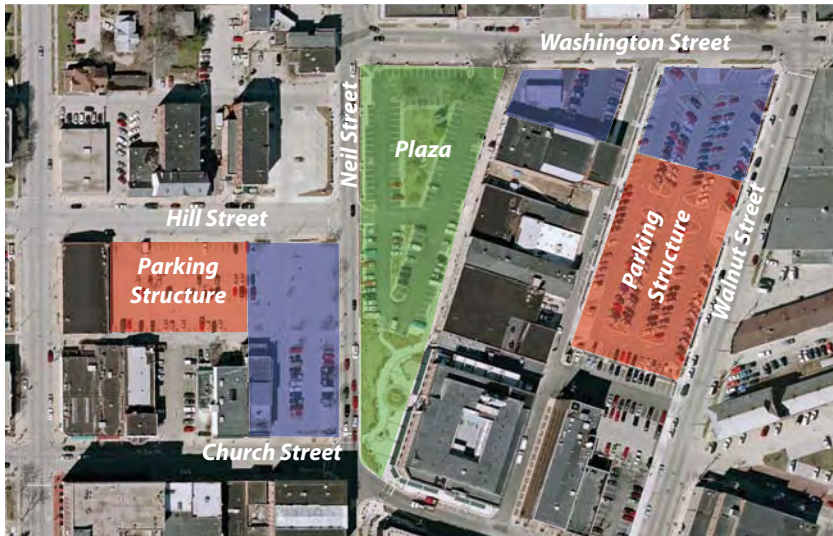 Washington Street
Neil Street
Plaza
Hill Street
Parking
Structure
Parking
Structure
Walnut Street
Church Street